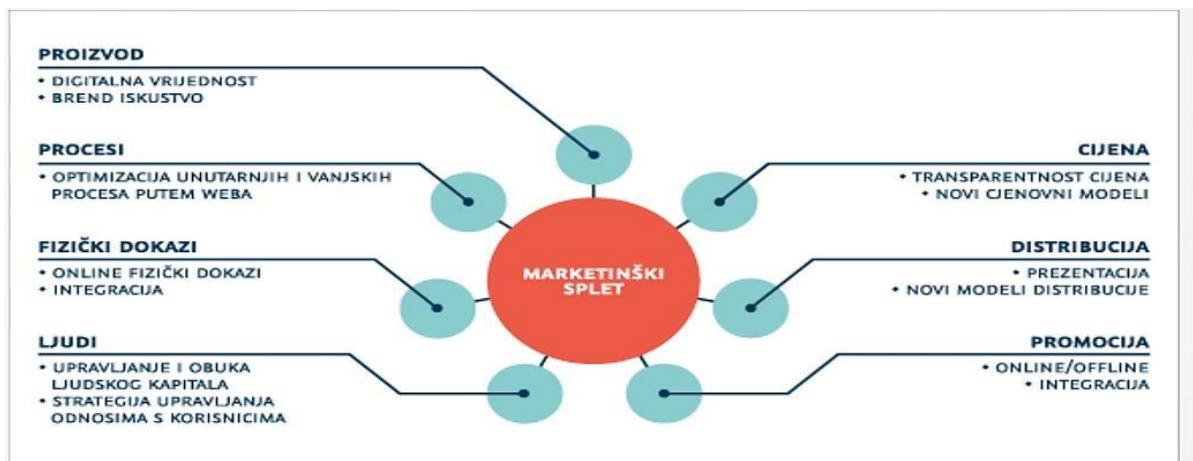 PROIZVOD
• DIGITALNA VRIJEDNOST
• BREND ISKUSTVO
PROCESI
• OPTIMIZACIJA UNUTARNJIH I VANJSKIH
PROCESA PUTEM WEBA
FIZIČKI DOKAZI
• ONLINE FIZIČKI DOKAZI
• INTEGRACIJA
LJUDI
• UPRAVLJANJE I OBUKA
LJUDSKOG KAPITALA
• STRATEGIJA UPRAVLJANJA
ODNOSIMA S KORISNICIMA
MARKETINŠKI
SPLET
CIJENA
• TRANSPARENTNOST CIJENA
• NOVI CJENOVNI MODELI
DISTRIBUCIJA
• PREZENTACIJA
• NOVI MODELI DISTRIBUCIJE
PROMOCIJA
• ONLINE/OFFLINE
• INTEGRACIJA